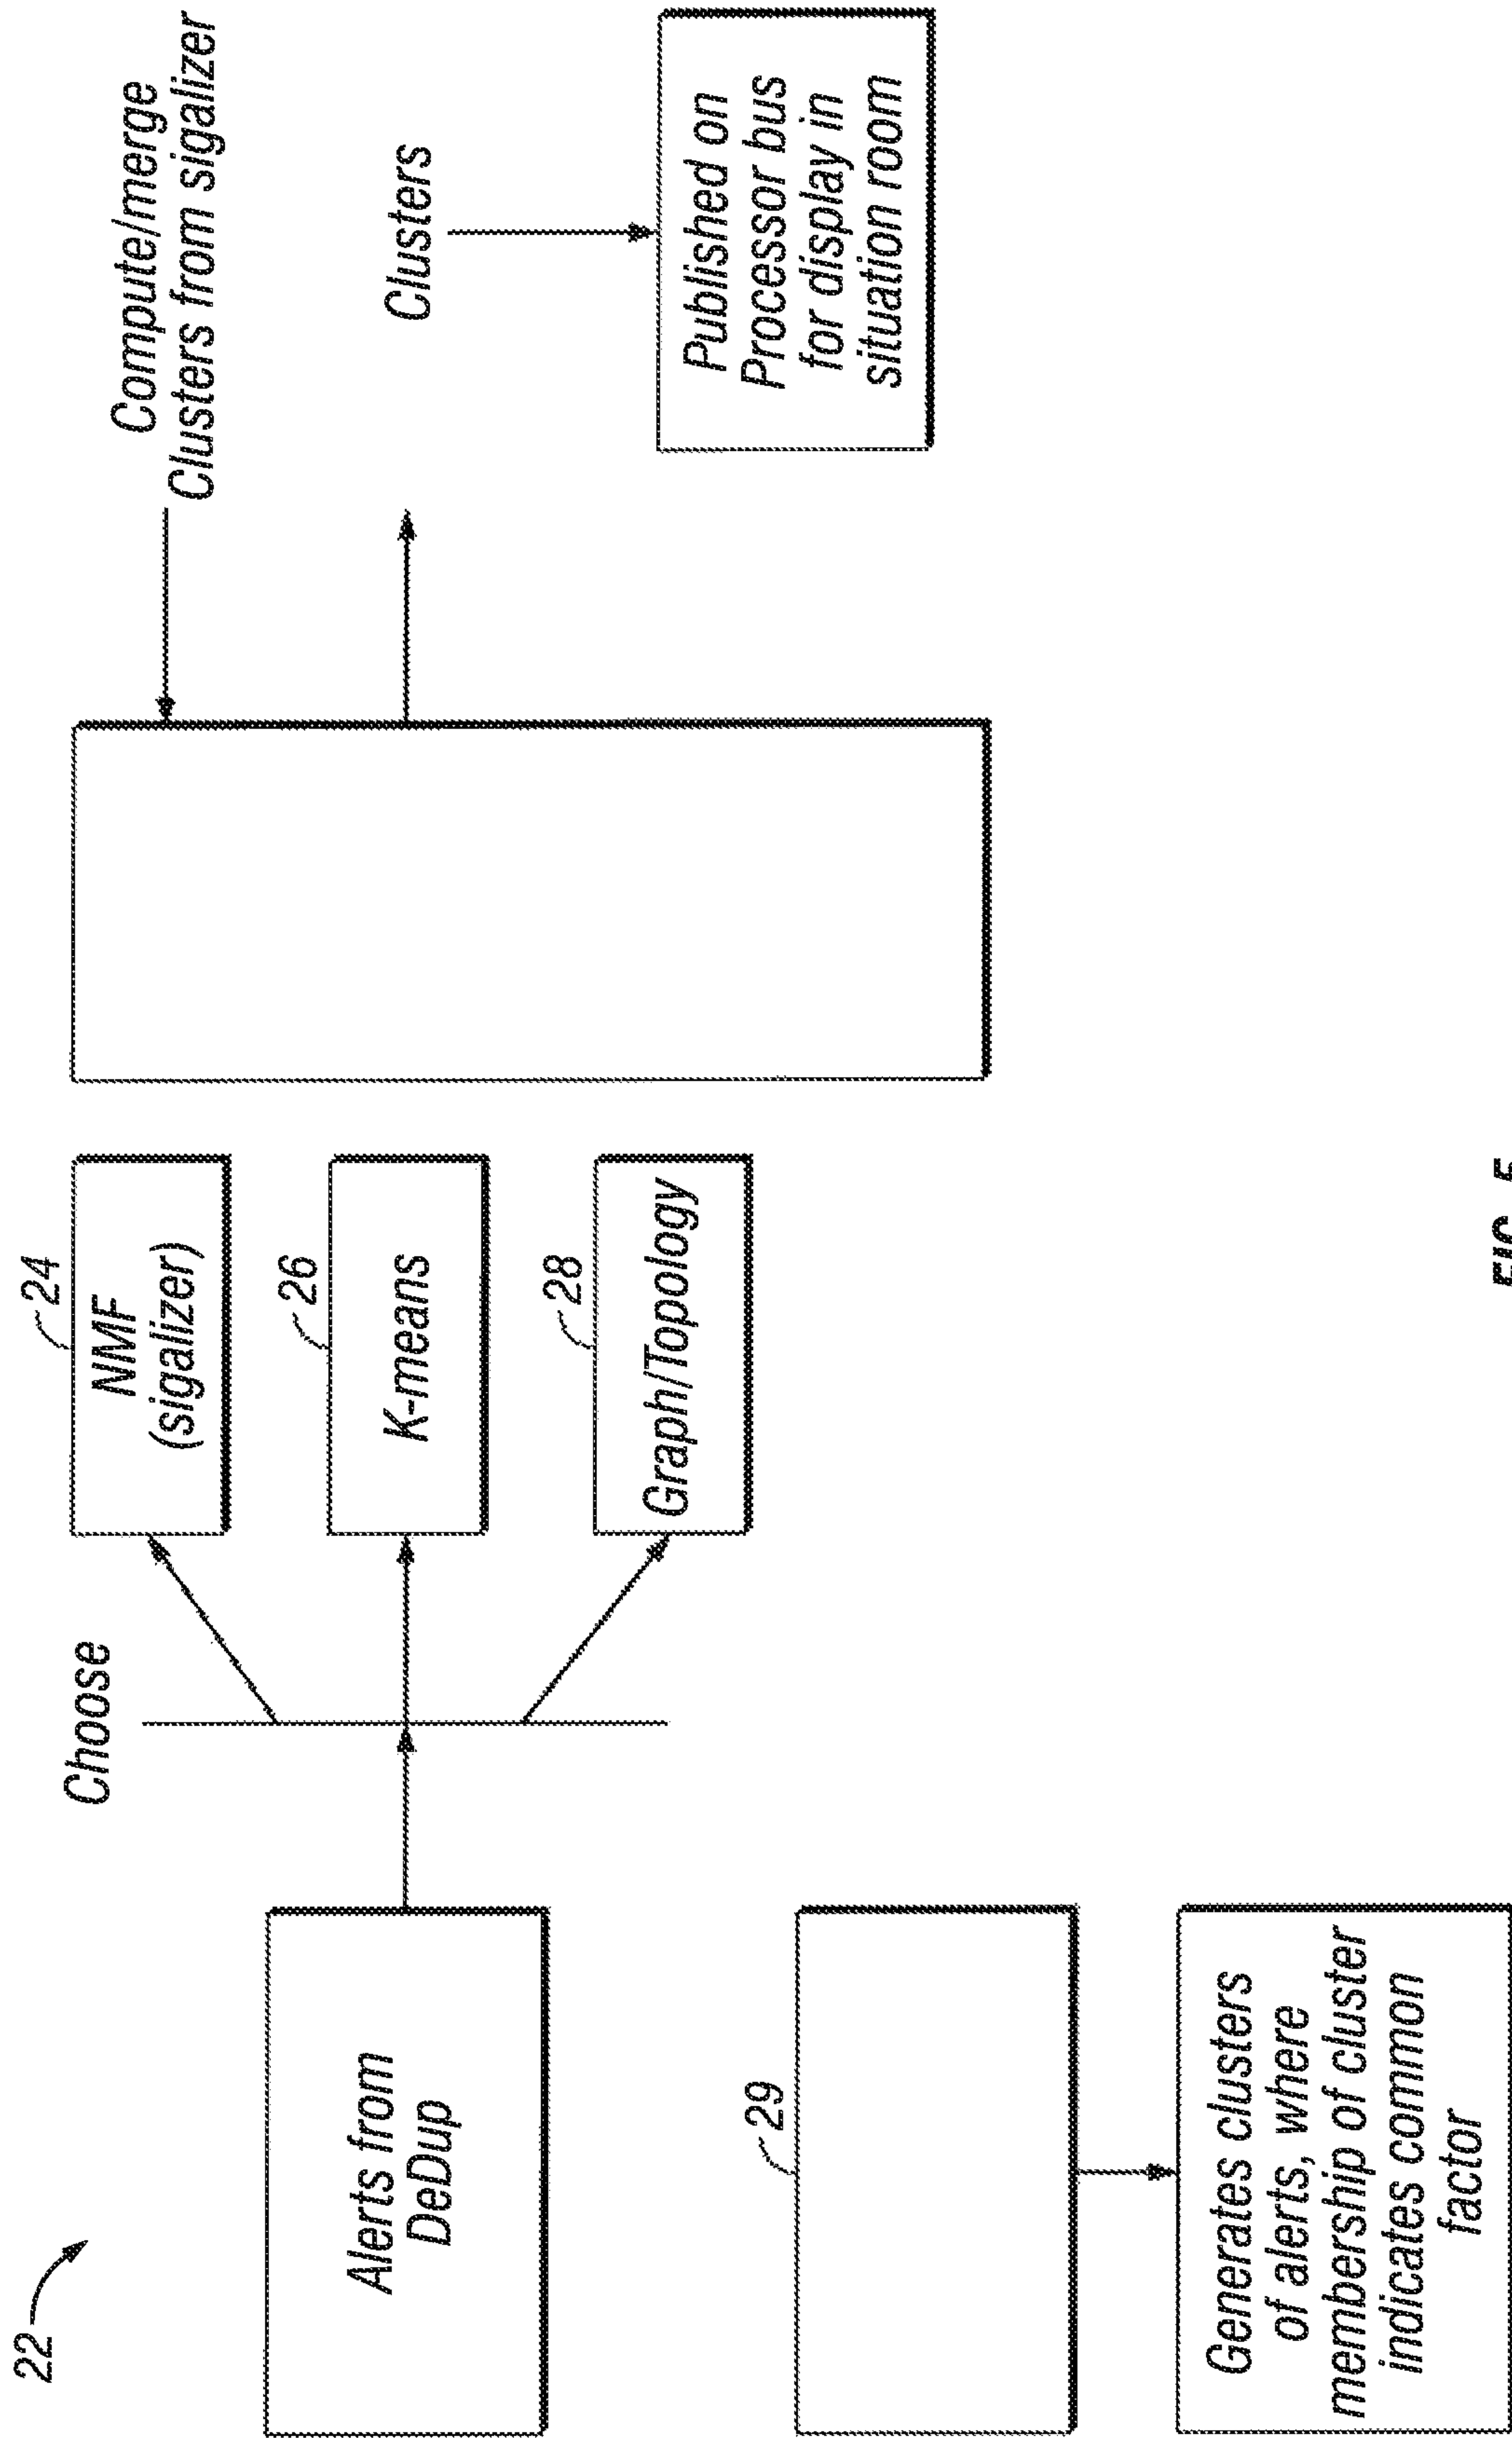 22
Alerts from
DeDup
Choose
24
NMF
(sigalizer)
26
K-means
28
Graph/Topology
Compute/merge
Clusters from sigalizer
Clusters
Published on
Processor bus
for display in
situation room
29
Generates clusters
of alerts, where
membership of cluster
indicates common
factor
FIG. 5